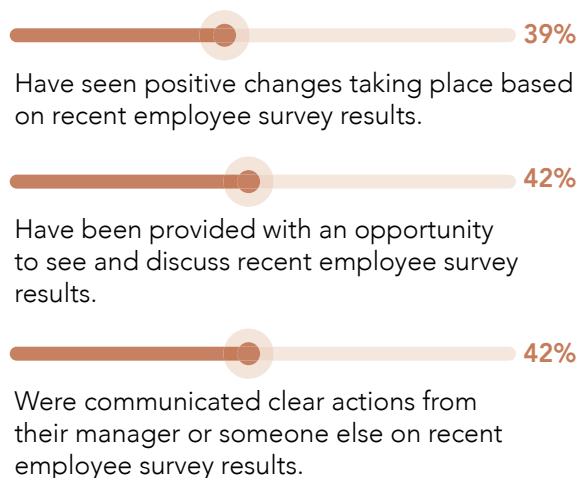 39%
Have seen positive changes taking place based
on recent employee survey results.
42%
Have been provided with an opportunity
to see and discuss recent employee survey
results.
42%
Were communicated clear actions from
their manager or someone else on recent
employee survey results.